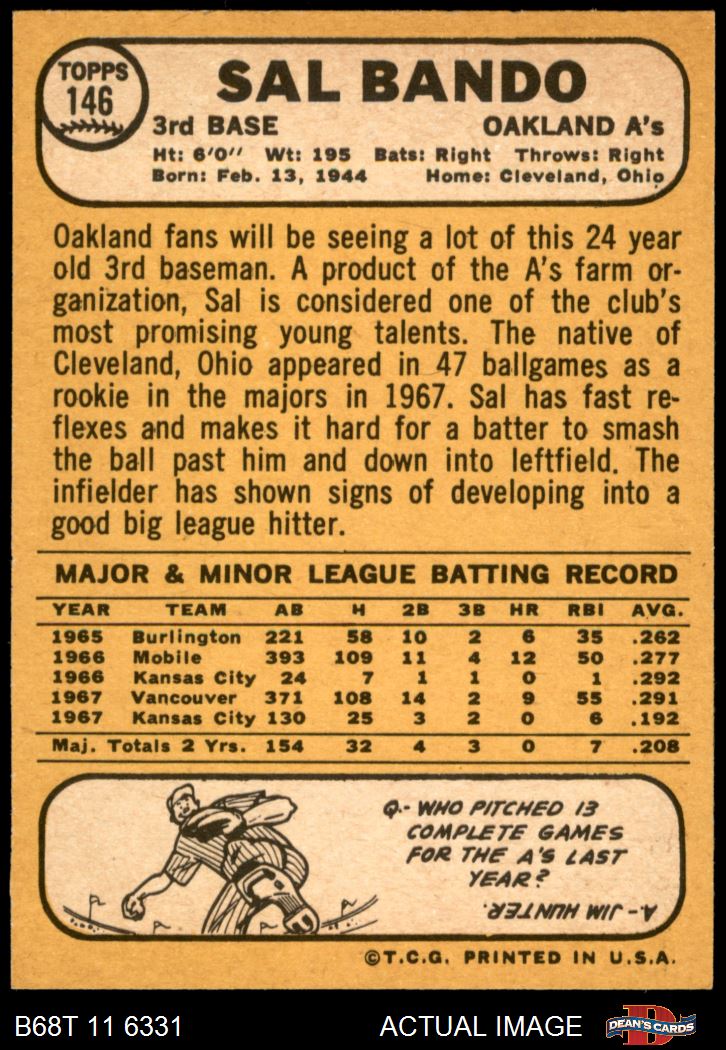 TOPPS
146
SAL BANDO
3rd BASE OAKLAND A's
Ht: 6'0" Wt: 195 Bats: Right Throws: Right
Born: Feb. 13, 1944 Home: Cleveland, Ohio
Oakland fans will be seeing a lot of this 24 year
old 3rd baseman. A product of the A's farm or-
ganization, Sal is considered one of the club's
most promising young talents. The native of
Cleveland, Ohio appeared in 47 ballgames as a
rookie in the majors in 1967. Sal has fast re-
flexes and makes it hard for a batter to smash
the ball past him and down into leftfield. The
infielder has shown signs of developing into a
good big league hitter.
MAJOR & MINOR LEAGUE BATTING RECORD
YEAR TEAM AB H 2B 3B HR RBI AVG.
1965 Burlington 221 58 10 2 6 35 .262
1966 Mobile 393 109 11 4 12 50 .277
1966 Kansas City 24 7 1 1 0 1 .292
1967 Vancouver 371 108 14 2 9 55 .291
1967 Kansas City 130 25 3 2 0 6 .192
Maj. Totals 2 Yrs. 154 32 4 3 0 7 .208
Q.- WHO PITCHED 13
COMPLETE GAMES
FOR THE A'S LAST
YEAR?
A.- JIM HUNTER.
©T.C.G. PRINTED IN U.S.A.
B68T 11 6331 ACTUAL IMAGE
D
DEAN'S CARDS